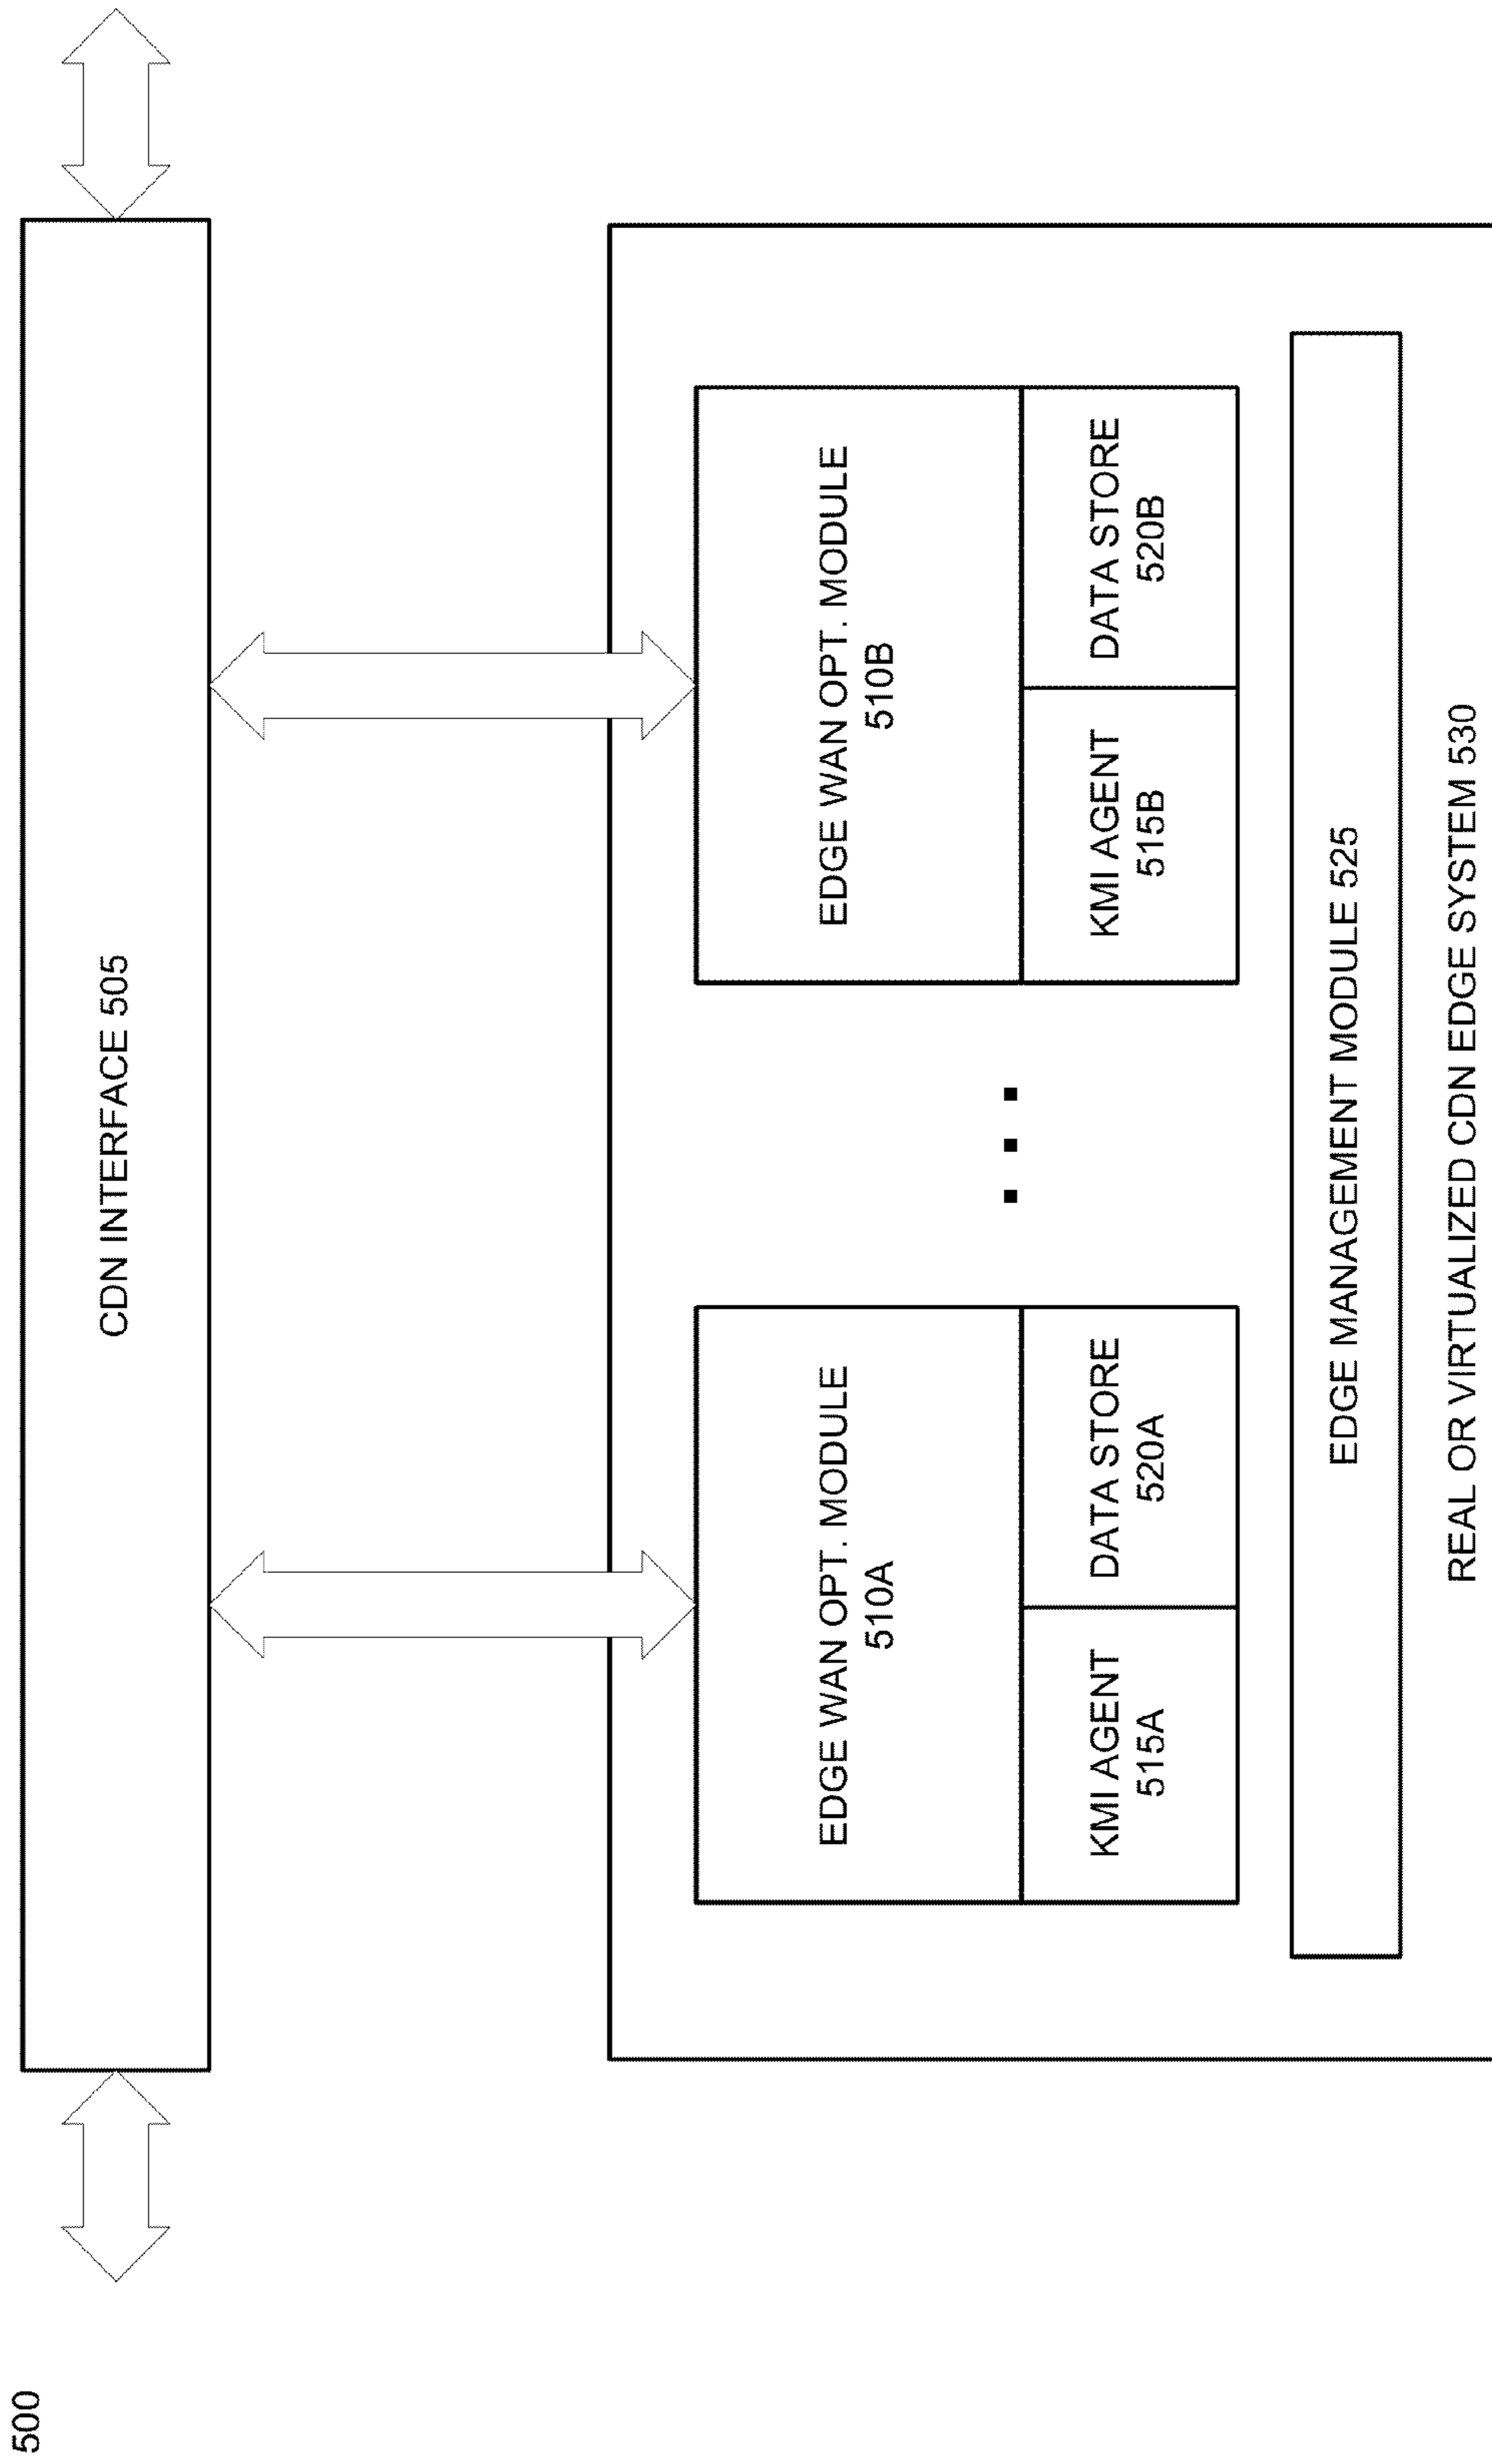 500
CDN INTERFACE 505
EDGE WAN OPT. MODULE
510A
KMI AGENT
515A
DATA STORE
520A
EDGE WAN OPT. MODULE
510B
KMI AGENT
515B
DATA STORE
520B
EDGE MANAGEMENT MODULE 525
REAL OR VIRTUALIZED CDN EDGE SYSTEM 530